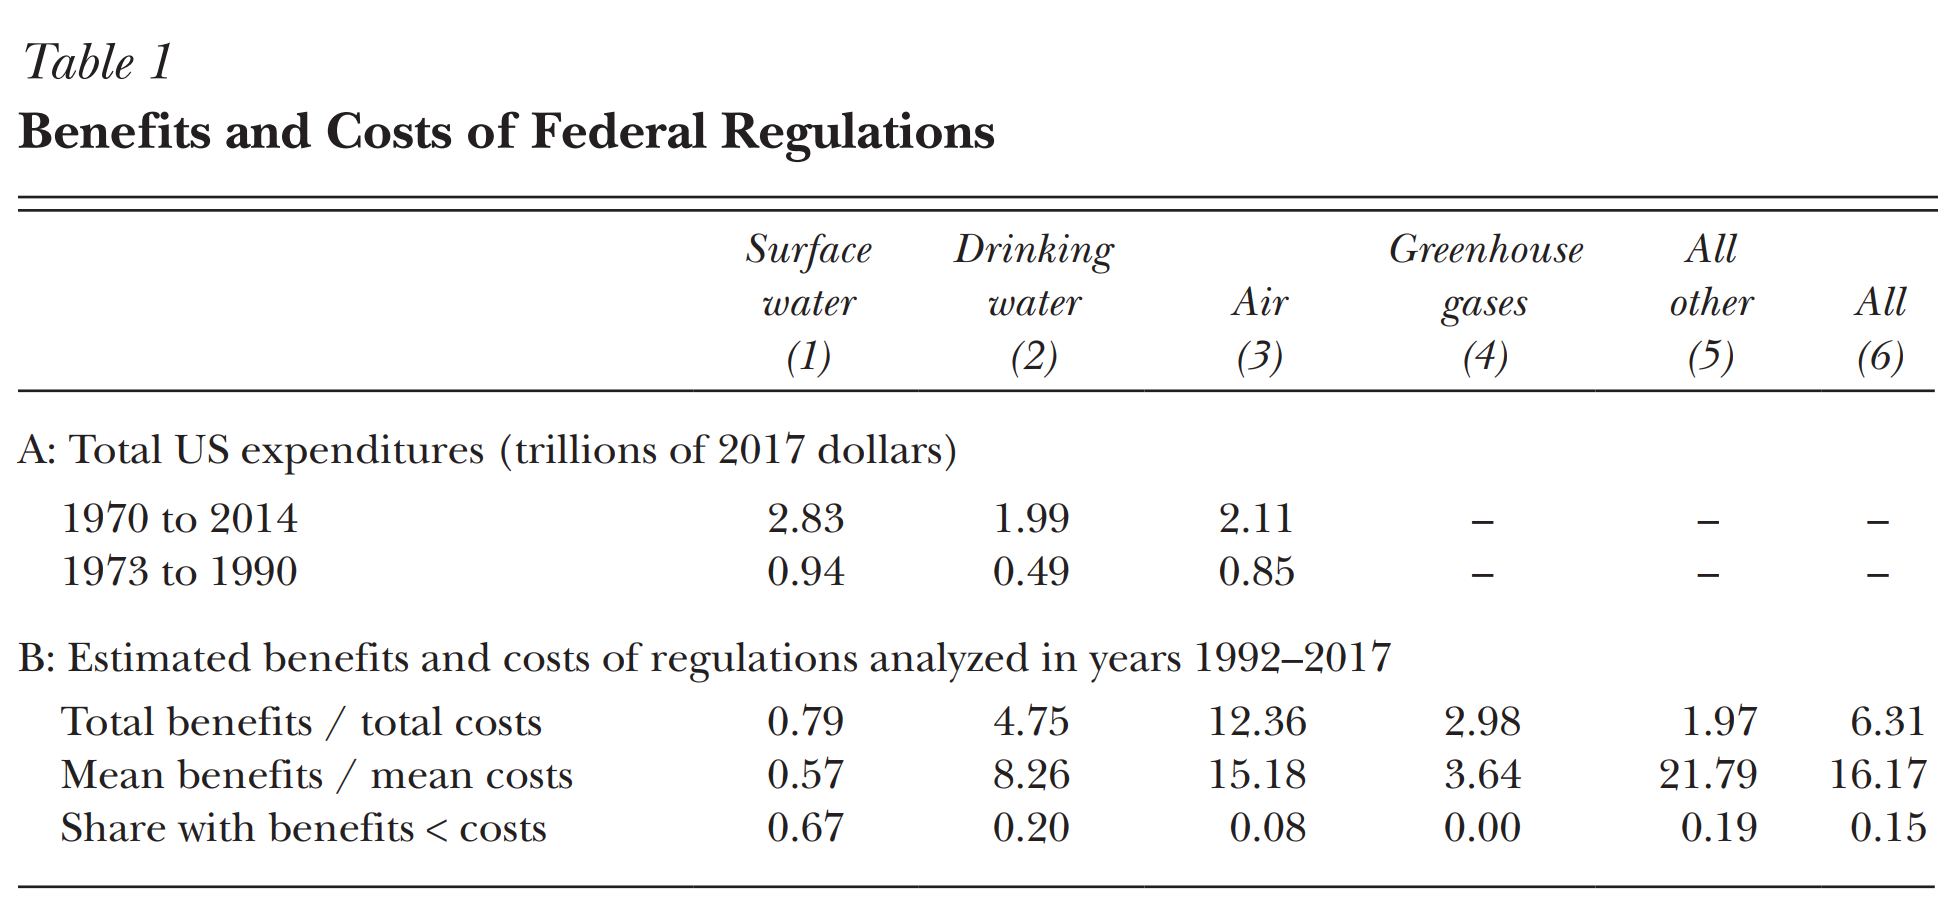 Table 1
Benefits and Costs of Federal Regulations
Surface Drinking Greenhouse All
water water Air gases other All
(1) (2) (3) (4) (5) (6)
A: Total US expenditures (trillions of 2017 dollars)
1970 to 2014 2.83 1.99 2.11 – – –
1973 to 1990 0.94 0.49 0.85 – – –
B: Estimated benefits and costs of regulations analyzed in years 1992–2017
Total benefits / total costs 0.79 4.75 12.36 2.98 1.97 6.31
Mean benefits / mean costs 0.57 8.26 15.18 3.64 21.79 16.17
Share with benefits < costs 0.67 0.20 0.08 0.00 0.19 0.15